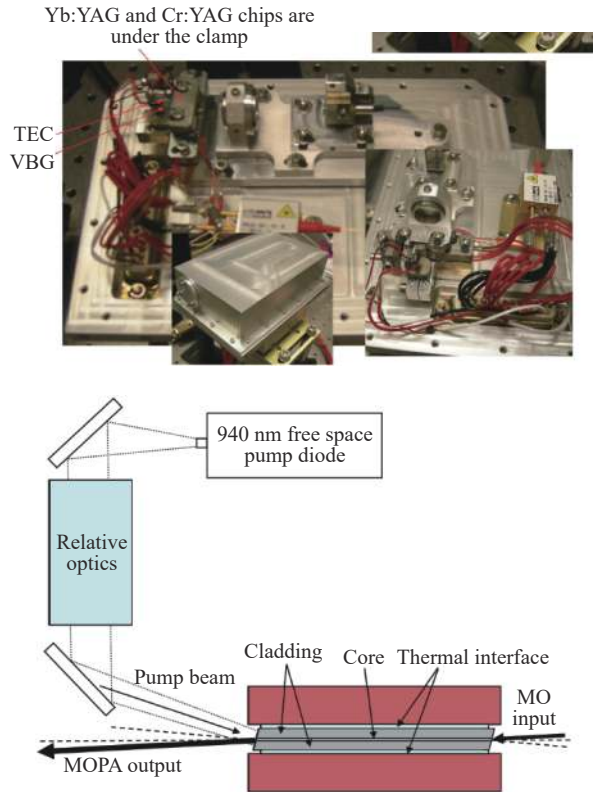 Yb:YAG and Cr:YAG chips are
under the clamp
TEC
VBG
940 nm free space
pump diode
Relative
optics
Pump beam
Cladding
Core
Thermal interface
MO
input
MOPA output